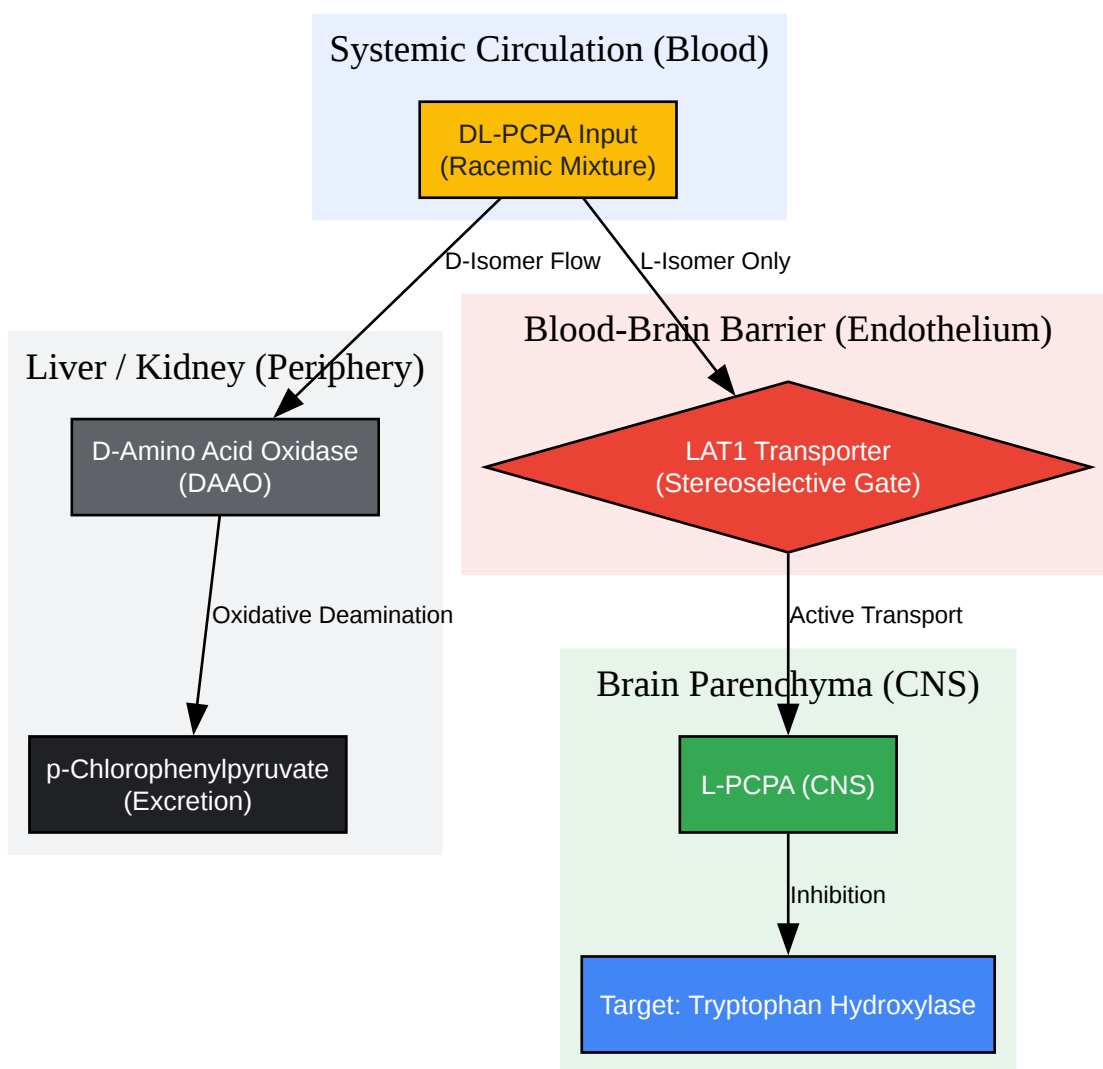 Systemic Circulation (Blood)
DL-PCPA Input
(Racemic Mixture)
D-Isomer Flow
L-Isomer Only
Blood-Brain Barrier (Endothelium)
Liver / Kidney (Periphery)
D-Amino Acid Oxidase
(DAAO)
LAT1 Transporter
(Stereoselective Gate)
Oxidative Deamination
Active Transport
Brain Parenchyma (CNS)
p-Chlorophenylpyruvate
(Excretion)
L-PCPA (CNS)
Inhibition
Target: Tryptophan Hydroxylase